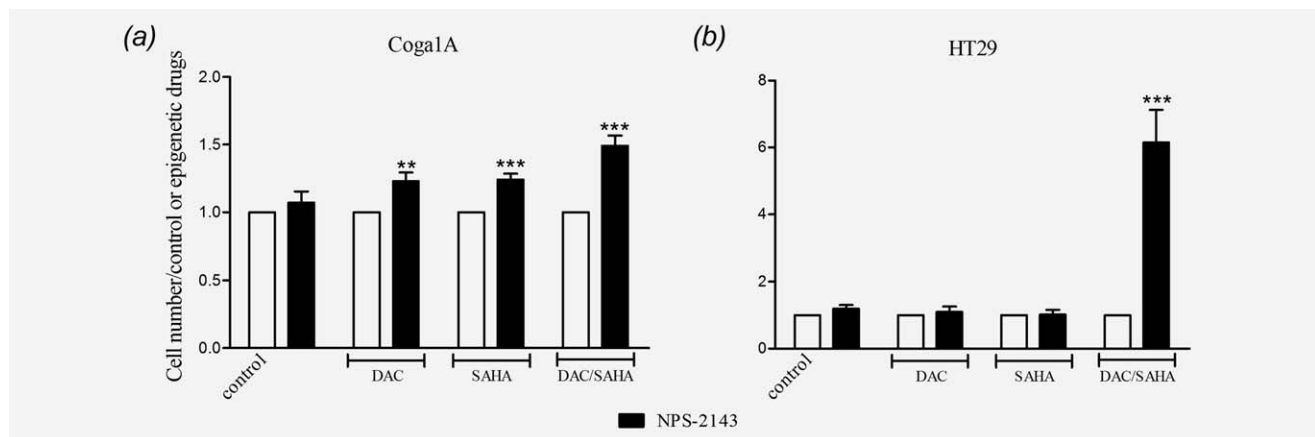 (a)
Coga1A
Cell number/control or epigenetic drugs
2.0
1.5
1.0
0.5
0.0
**
***
***
control
DAC
SAHA
DAC/SAHA
(b)
HT29
8
6
4
2
0
***
control
DAC
SAHA
DAC/SAHA
NPS-2143